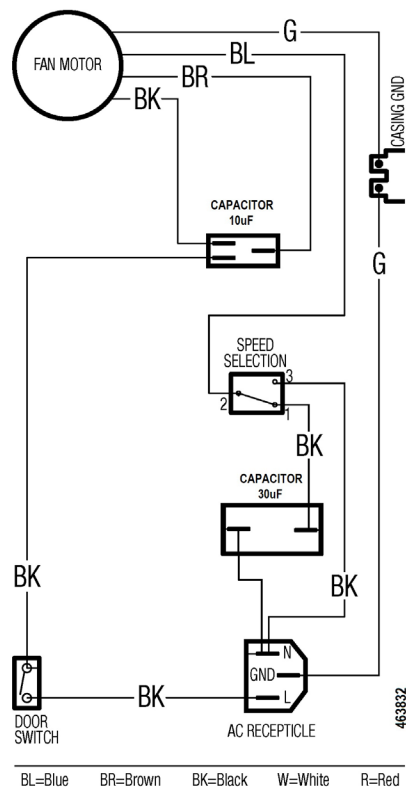 FAN MOTOR
G
BL
BR
BK
CASING GND
CAPACITOR
10uF
G
SPEED
SELECTION
3
2
1
BK
CAPACITOR
30uF
BK
BK
N
GND
L
BK
DOOR
SWITCH
AC RECEPTICLE
463832
BL=Blue BR=Brown BK=Black W=White R=Red